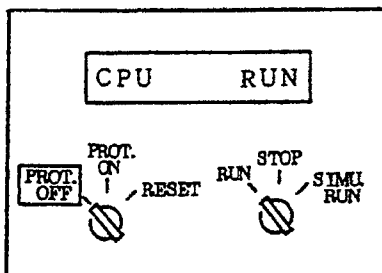 CPU RUN
PROT.
OFF
PROT.
ON
RESET
RUN
STOP
SIMU.
RUN